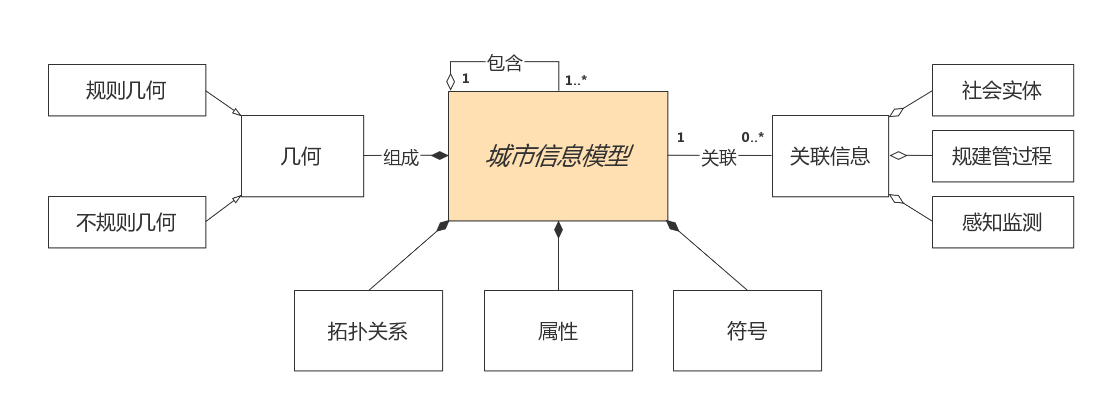 包含
1
1..*
规则几何
社会实体
城市信息模型
1
0..*
几何
组成
关联
关联信息
规建管过程
不规则几何
感知监测
拓扑关系
属性
符号